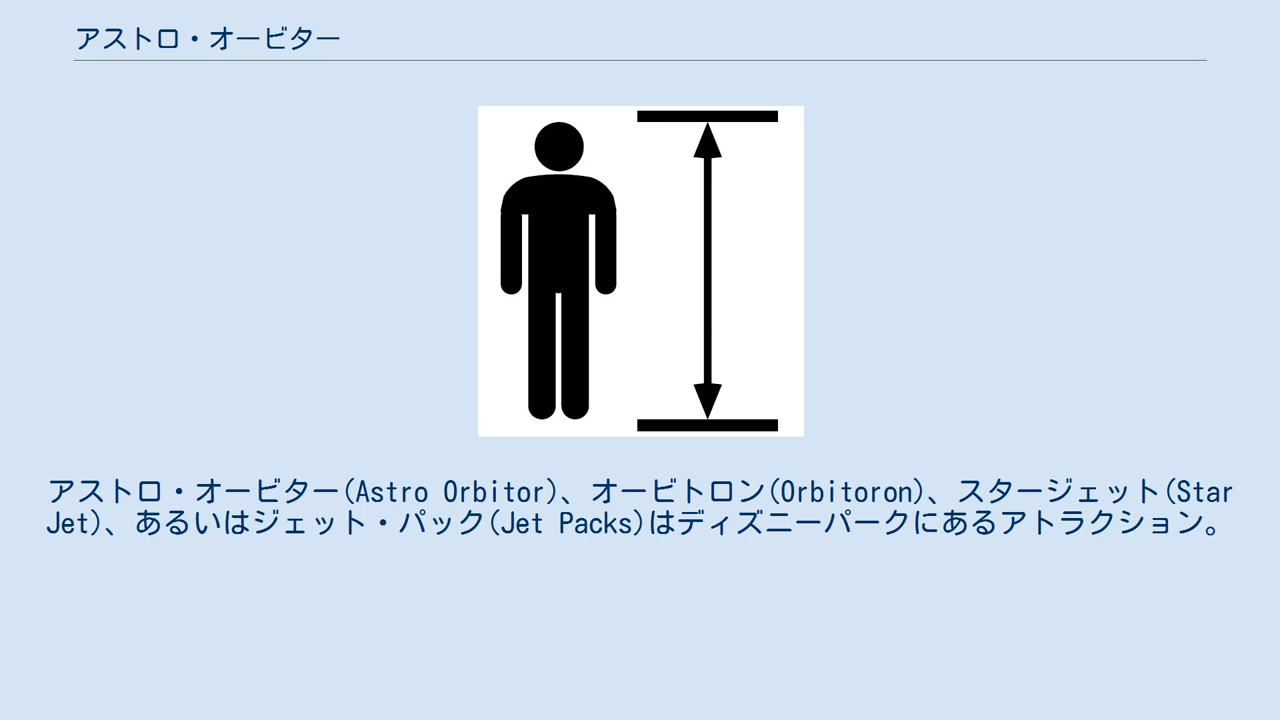 アストロ・オービター
アストロ・オービター(Astro Orbitor)、オービトロン(Orbitoron)、スタージェット(Star
Jet)、あるいはジェット・パック(Jet Packs)はディズニーパークにあるアトラクション。